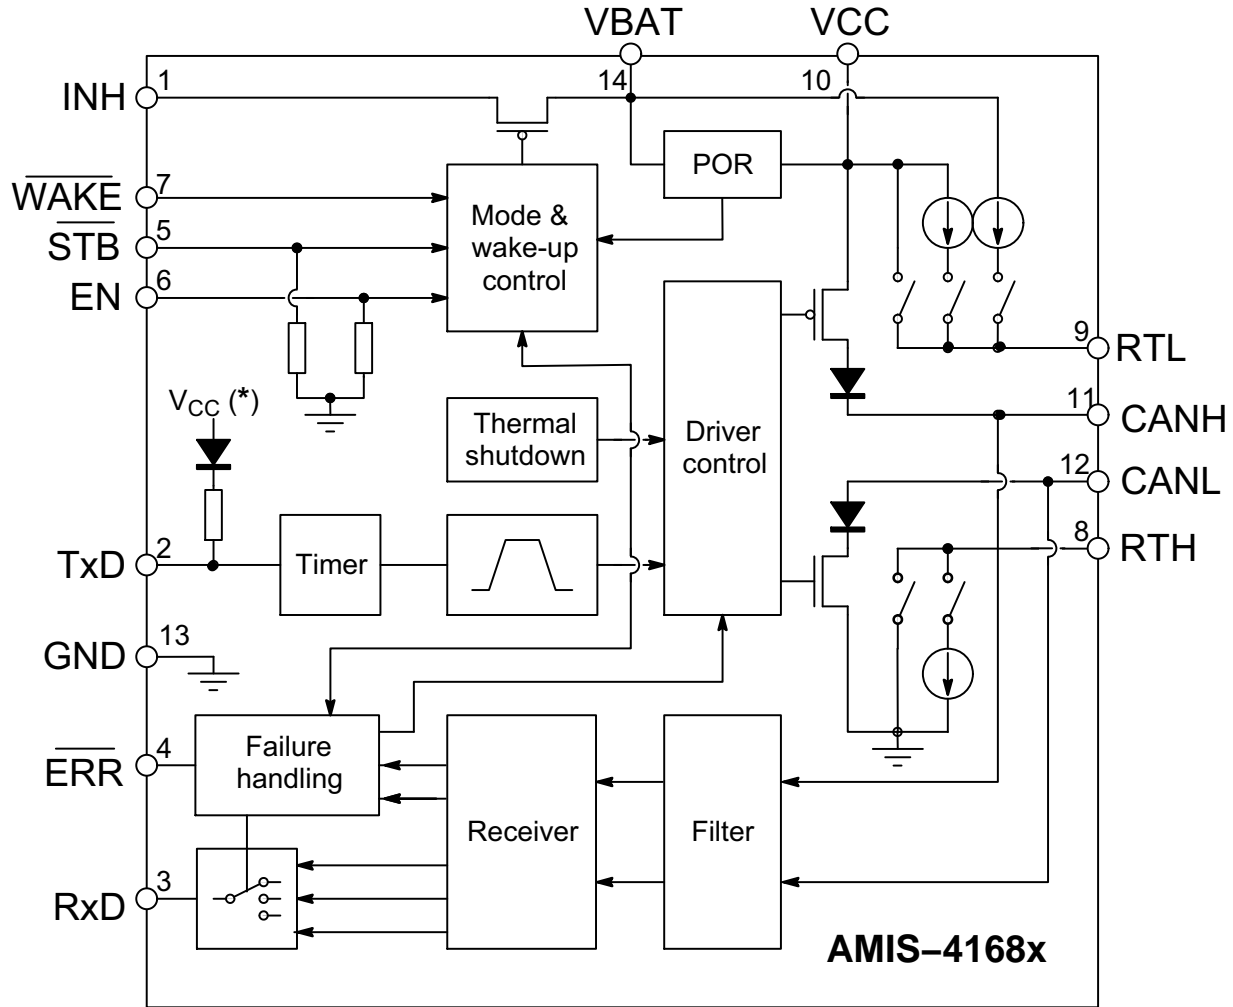 VBAT
VCC
INH
1
14
10
POR
WAKE
7
STB
5
EN
6
Mode &
wake-up
control
9
RTL
VCC (*)
Thermal
shutdown
Driver
control
11
CANH
12
CANL
TxD
2
Timer
8
RTH
GND
13
ERR
4
Failure
handling
Receiver
Filter
RxD
3
AMIS–4168x